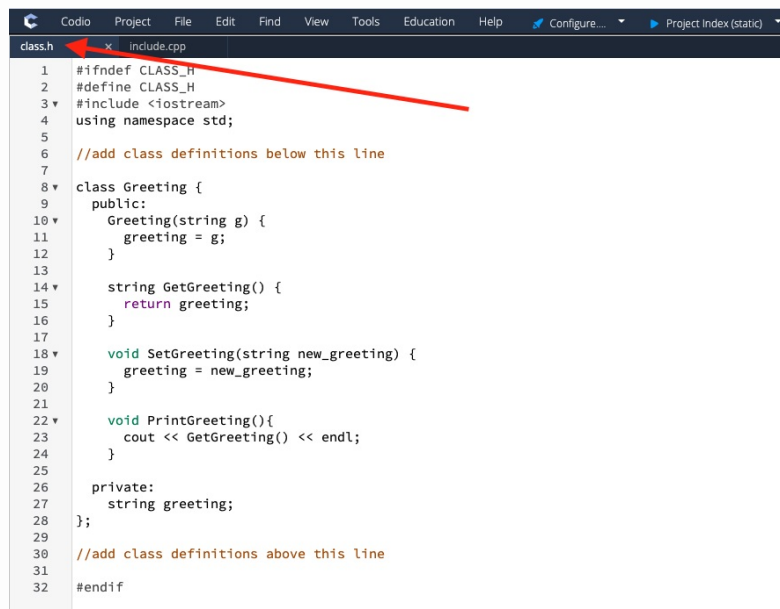 Codio Project File Edit Find View Tools Education Help Configure.... Project Index (static)
class.h x include.cpp
1 #ifndef CLASS_H
2 #define CLASS_H
3 #include <iostream>
4 using namespace std;
5
6 //add class definitions below this line
7
8 class Greeting {
9 public:
10 Greeting(string g) {
11 greeting = g;
12 }
13
14 string GetGreeting() {
15 return greeting;
16 }
17
18 void SetGreeting(string new_greeting) {
19 greeting = new_greeting;
20 }
21
22 void PrintGreeting(){
23 cout << GetGreeting() << endl;
24 }
25
26 private:
27 string greeting;
28 };
29
30 //add class definitions above this line
31
32 #endif